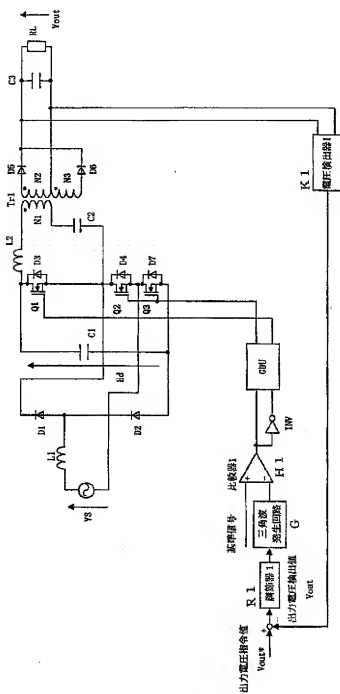 Vout
RL
C3
D5
D6
Tr1
N2
N3
N1
C2
L2
D3
Q1
D4
D7
Q2
Q3
C1
Ed
D1
D2
L1
VS
K1
電圧検出器1
GDU
INV
比較器1
H1
+
-
基準信号
三角波
発生回路
G
R1
調節器1
出力電圧検出値
Vout
出力電圧指令値
Vout*
+
-